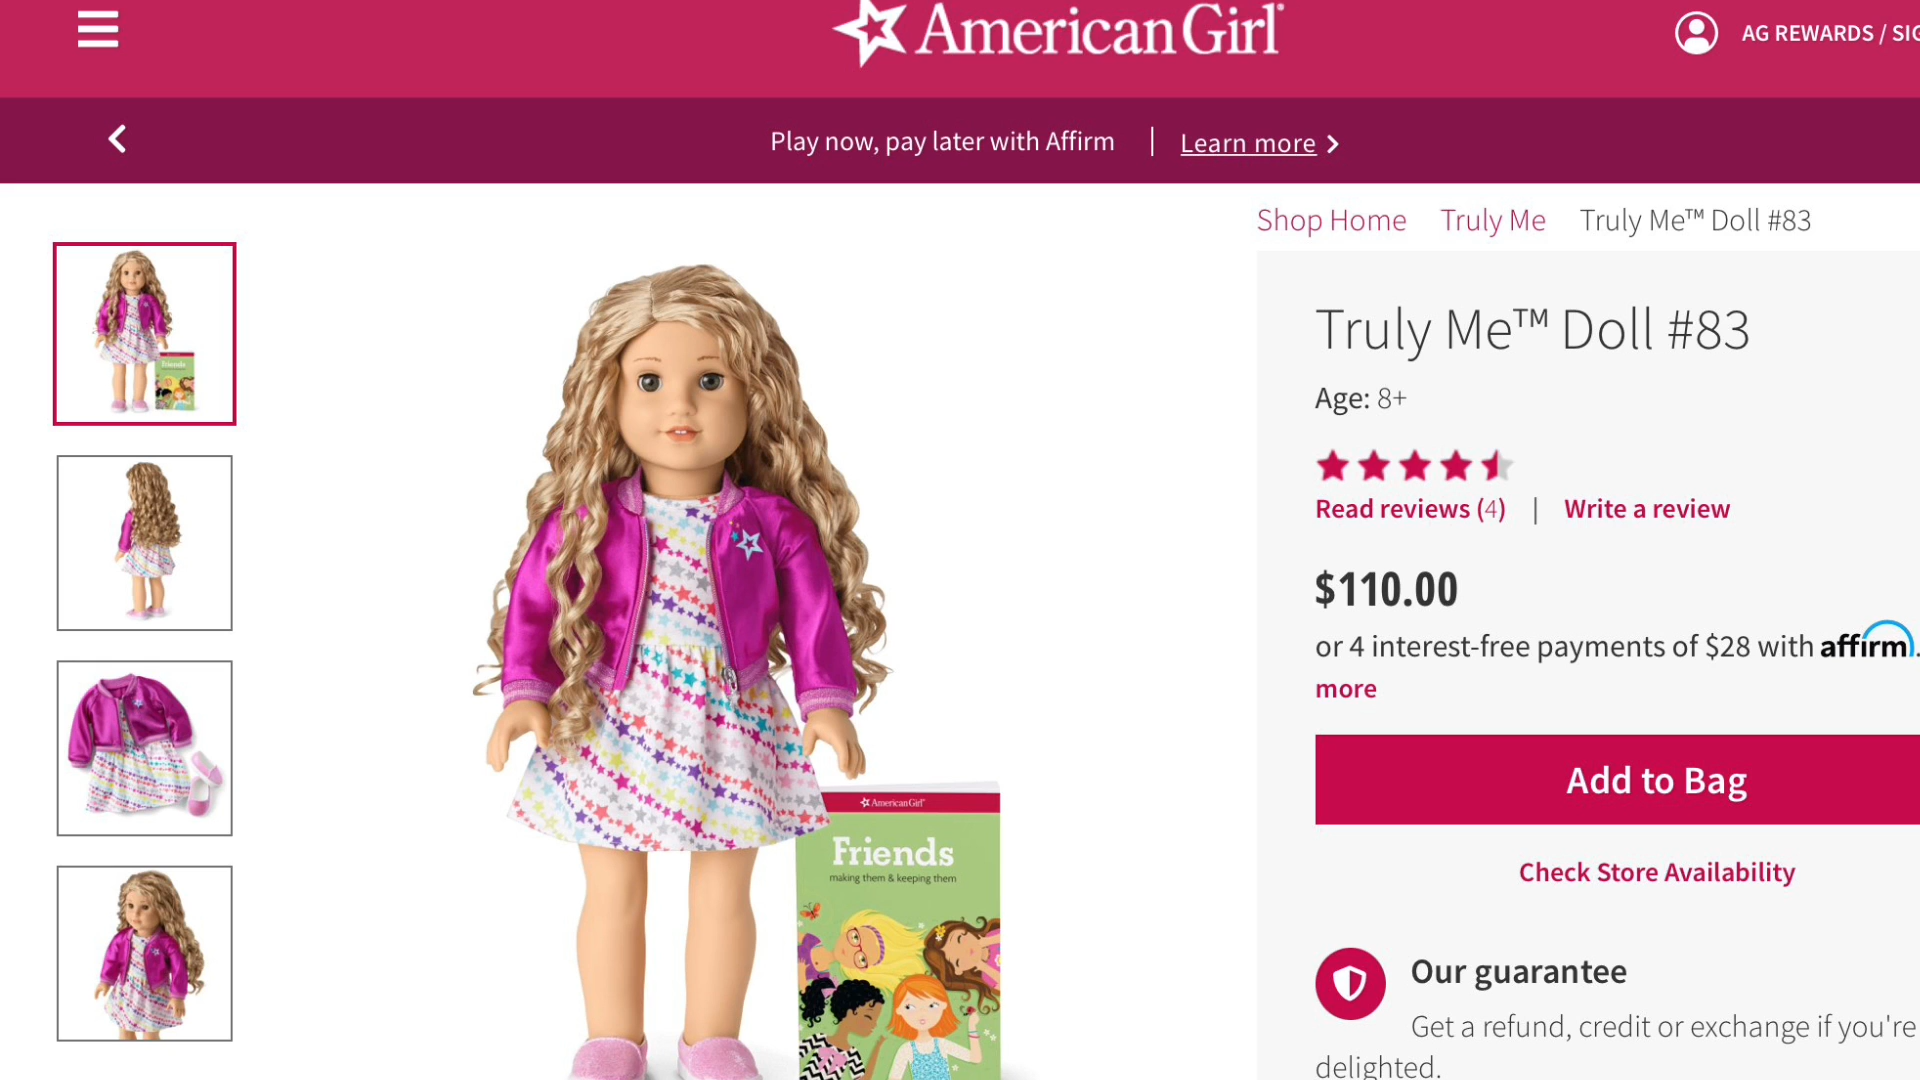 American Girl
AG REWARDS / SIG
Play now, pay later with Affirm | Learn more
Shop Home Truly Me Truly Me™ Doll #83
Truly Me™ Doll #83
Age: 8+
Read reviews (4) | Write a review
$110.00
or 4 interest-free payments of $28 with affirm.
more
Add to Bag
Check Store Availability
Our guarantee
Get a refund, credit or exchange if you're
delighted.
American Girl
Friends
making them & keeping them
Friends